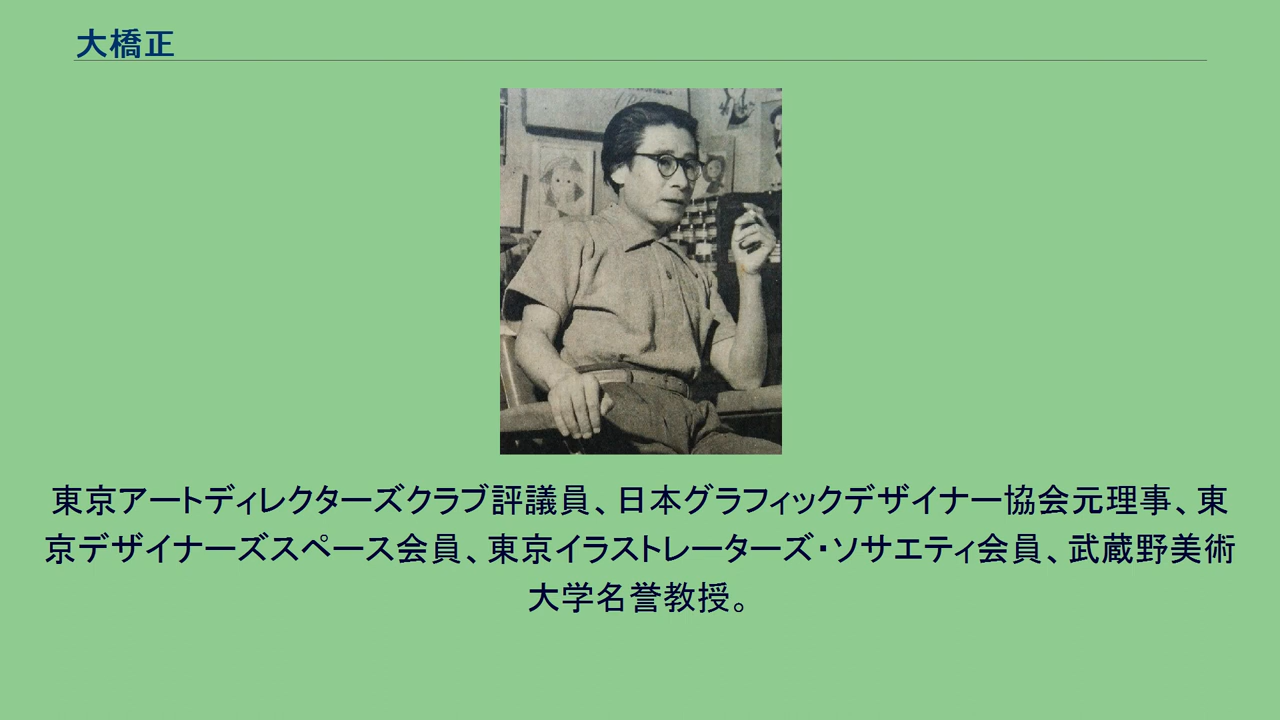 大橋正
東京アートディレクターズクラブ評議員、日本グラフィックデザイナー協会元理事、東
京デザイナーズスペース会員、東京イラストレーターズ・ソサエティ会員、武蔵野美術
大学名誉教授。